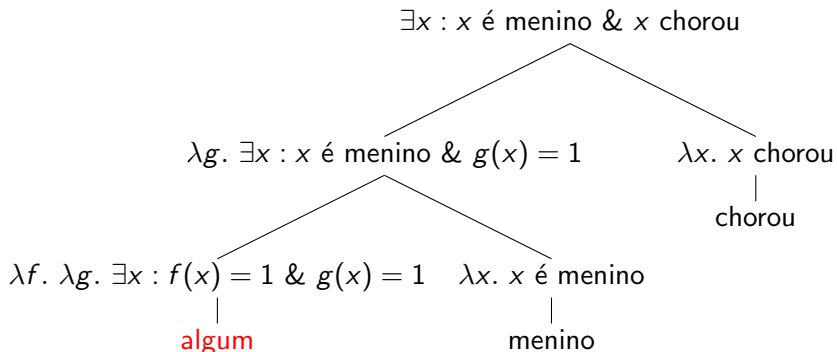 ∃x : x é menino & x chorou
λg. ∃x : x é menino & g(x) = 1 λx. x chorou
chorou
λf. λg. ∃x : f(x) = 1 & g(x) = 1 λx. x é menino
algum menino